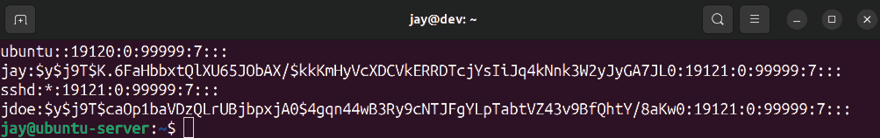 jay@dev: ~
ubuntu::19120:0:99999:7:::
jay:$y$j9T$K.6FaHbbxtQlXU65JObAX/$kkKmHyVcXDCVkERRDTcjYsIiJq4kNnk3W2yJyGA7JL0:19121:0:99999:7:::
sshd:*:19121:0:99999:7:::
jdoe:$y$j9T$caOp1baVDzQLrUBjbpxjA0$4gqn44wB3Ry9cNTJFgYLpTabtVZ43v9BfQhtY/8aKw0:19121:0:99999:7:::
jay@ubuntu-server:~$